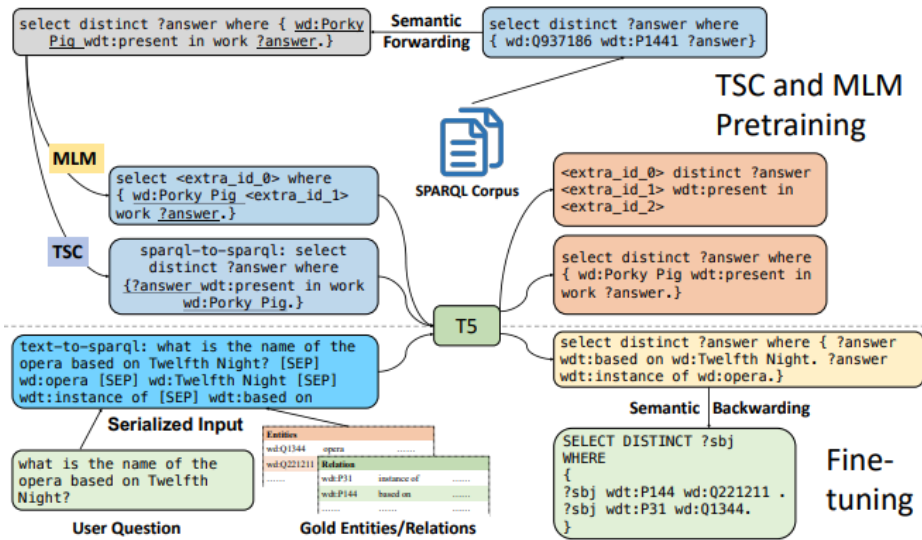 select distinct ?answer where { wd:Porky
Pig wdt:present in work ?answer.}
Semantic
Forwarding
select distinct ?answer where
{ wd:Q937186 wdt:P1441 ?answer}
TSC and MLM
Pretraining
SPARQL Corpus
MLM
select <extra_id_0> where
{ wd:Porky Pig <extra_id_1>
work ?answer.}
<extra_id_0> distinct ?answer
<extra_id_1> wdt:present in
<extra_id_2>
TSC
sparql-to-sparql: select
distinct ?answer where
{?answer wdt:present in work
wd:Porky Pig.}
select distinct ?answer where
{ wd:Porky Pig wdt:present in
work ?answer.}
T5
text-to-sparql: what is the name of the
opera based on Twelfth Night? [SEP]
wd:opera [SEP] wd:Twelfth Night [SEP]
wdt:instance of [SEP] wdt:based on
select distinct ?answer where { ?answer
wdt:based on wd:Twelfth Night. ?answer
wdt:instance of wd:opera.}
Serialized Input
Semantic Backwarding
Entities
wd:Q1344 opera ......
wd:Q221211
......
Relation
wdt:P31 instance of ......
wdt:P144 based on ......
...... ...... ......
what is the name of the
opera based on Twelfth
Night?
User Question
Gold Entities/Relations
SELECT DISTINCT ?sbj
WHERE
{
?sbj wdt:P144 wd:Q221211 .
?sbj wdt:P31 wd:Q1344.
}
Fine-
tuning